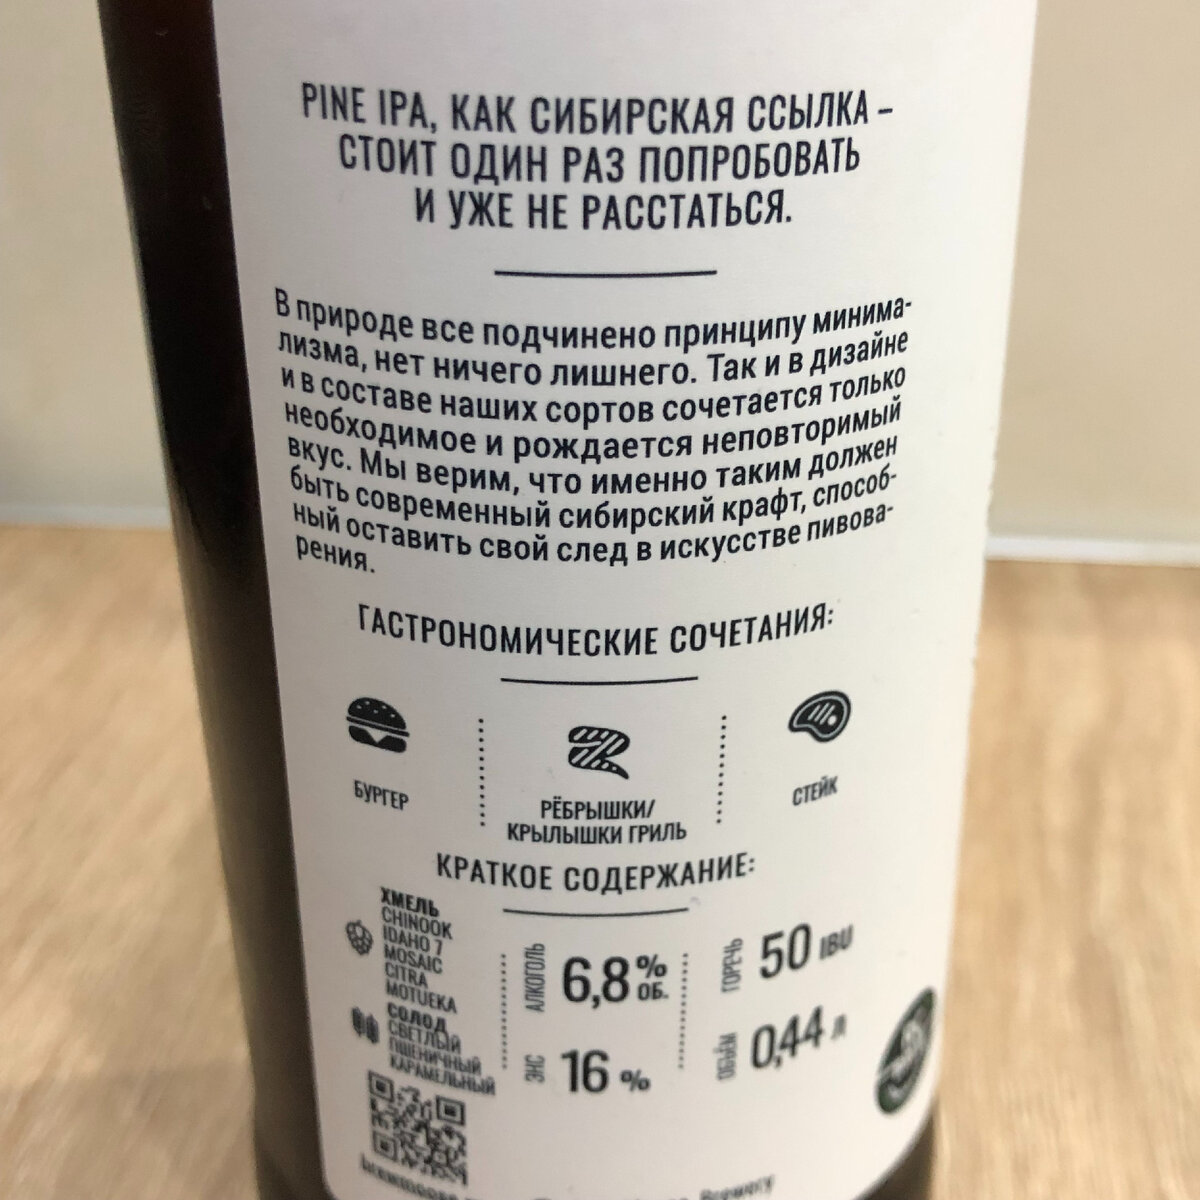 PINE IPA, КАК СИБИРСКАЯ ССЫЛКА –
СТОИТ ОДИН РАЗ ПОПРОБОВАТЬ
И УЖЕ НЕ РАССТАТЬСЯ.
В природе все подчинено принципу минима-
лизма, нет ничего лишнего. Так и в дизайне
и в составе наших сортов сочетается только
необходимое и рождается неповторимый
вкус. Мы верим, что именно таким должен
быть современный сибирский крафт, способ-
ный оставить свой след в искусстве пивова-
рения.
ГАСТРОНОМИЧЕСКИЕ СОЧЕТАНИЯ:
БУРГЕР
РЁБРЫШКИ/
КРЫЛЫШКИ ГРИЛЬ
СТЕЙК
КРАТКОЕ СОДЕРЖАНИЕ:
ХМЕЛЬ
CHINOOK
IDAHO 7
MOSAIC
CITRA
MOTUEKA
СОЛОД
СВЕТЛЫЙ
ПШЕНИЧНЫЙ
КАРАМЕЛЬНЫЙ
АЛКОГОЛЬ
6,8 % ОБ.
ЭНС
16 %
ГОРЕЧЬ
50 IBU
ОБЪЁМ
0,44 Л
Brewery